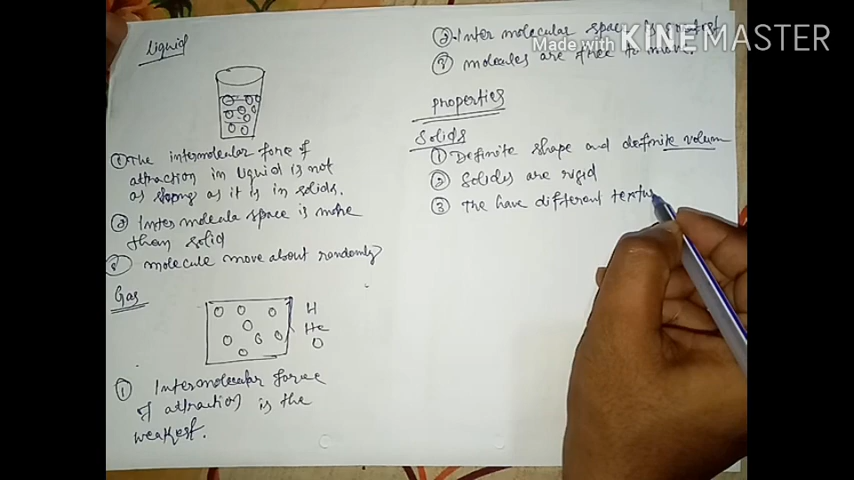 Liquid
① The intermolecular force of
attraction in liquid is not
as strong as it is in solids.
② Inter molecula space is more
than solid
③ molecule move about randomly
Gas
H
He
O
① Intermolecular force
of attraction is the
weakest.
② Inter molecular space is
Made with KINEMASTER
③ molecules are free to move.
properties
Solids
① Definite shape and definite volum
② Solids are rigid
③ The have different textu